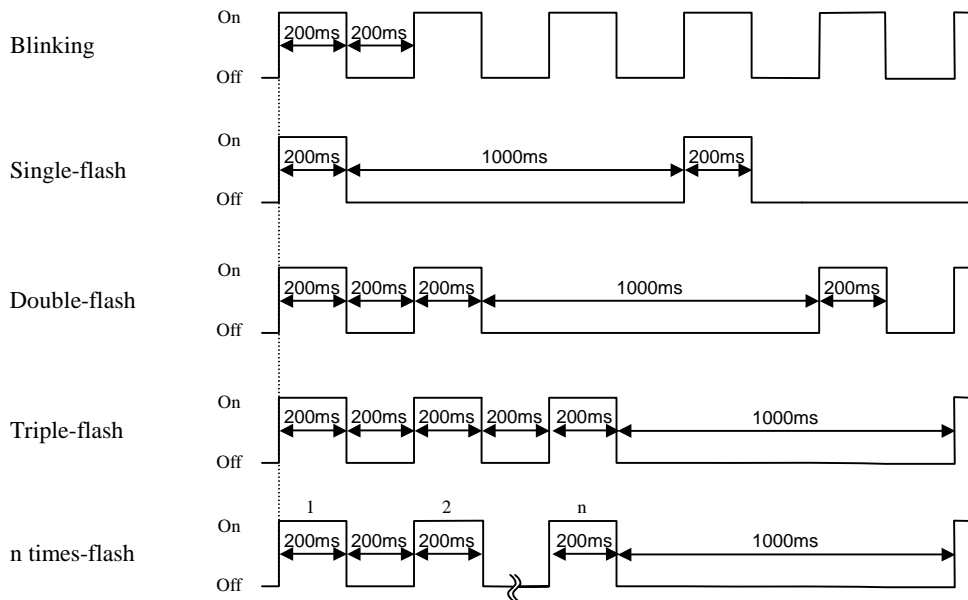 On
Blinking
200ms 200ms
Off
On
Single-flash
200ms 1000ms 200ms
Off
On
Double-flash
200ms 200ms 200ms 1000ms 200ms
Off
On
Triple-flash
200ms 200ms 200ms 200ms 200ms 1000ms
Off
1 2 n
On
n times-flash
200ms 200ms 200ms 200ms 1000ms
Off